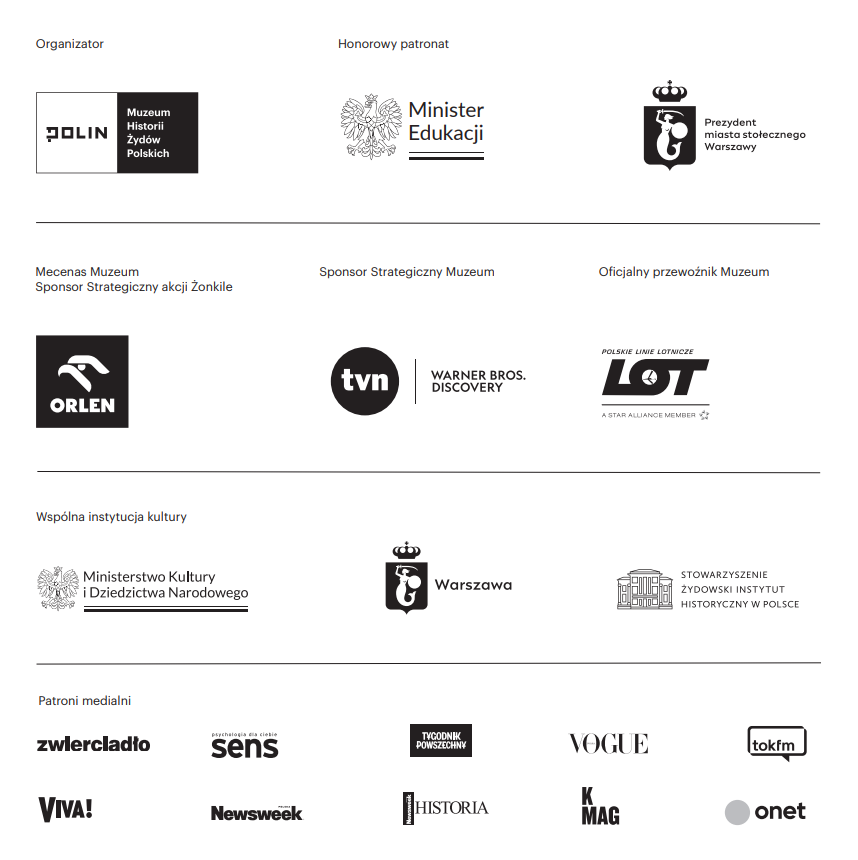 Organizator
Honorowy patronat
POLIN
Muzeum
Historii
Żydów
Polskich
Minister
Edukacji
Prezydent
miasta stołecznego
Warszawy
Mecenas Muzeum
Sponsor Strategiczny akcji Żonkile
Sponsor Strategiczny Muzeum
Oficjalny przewoźnik Muzeum
ORLEN
tvn
WARNER BROS.
DISCOVERY
POLSKIE LINIE LOTNICZE
LOT
A STAR ALLIANCE MEMBER
Wspólna instytucja kultury
Ministerstwo Kultury
i Dziedzictwa Narodowego
Warszawa
STOWARZYSZENIE
ŻYDOWSKI INSTYTUT
HISTORYCZNY W POLSCE
Patroni medialni
zwierciadło
psychologia dla ciebie
sens
TYGODNIK
POWSZECHNY
VOGUE
tokfm
VIVA!
Newsweek
Newsweek
HISTORIA
K
MAG
onet